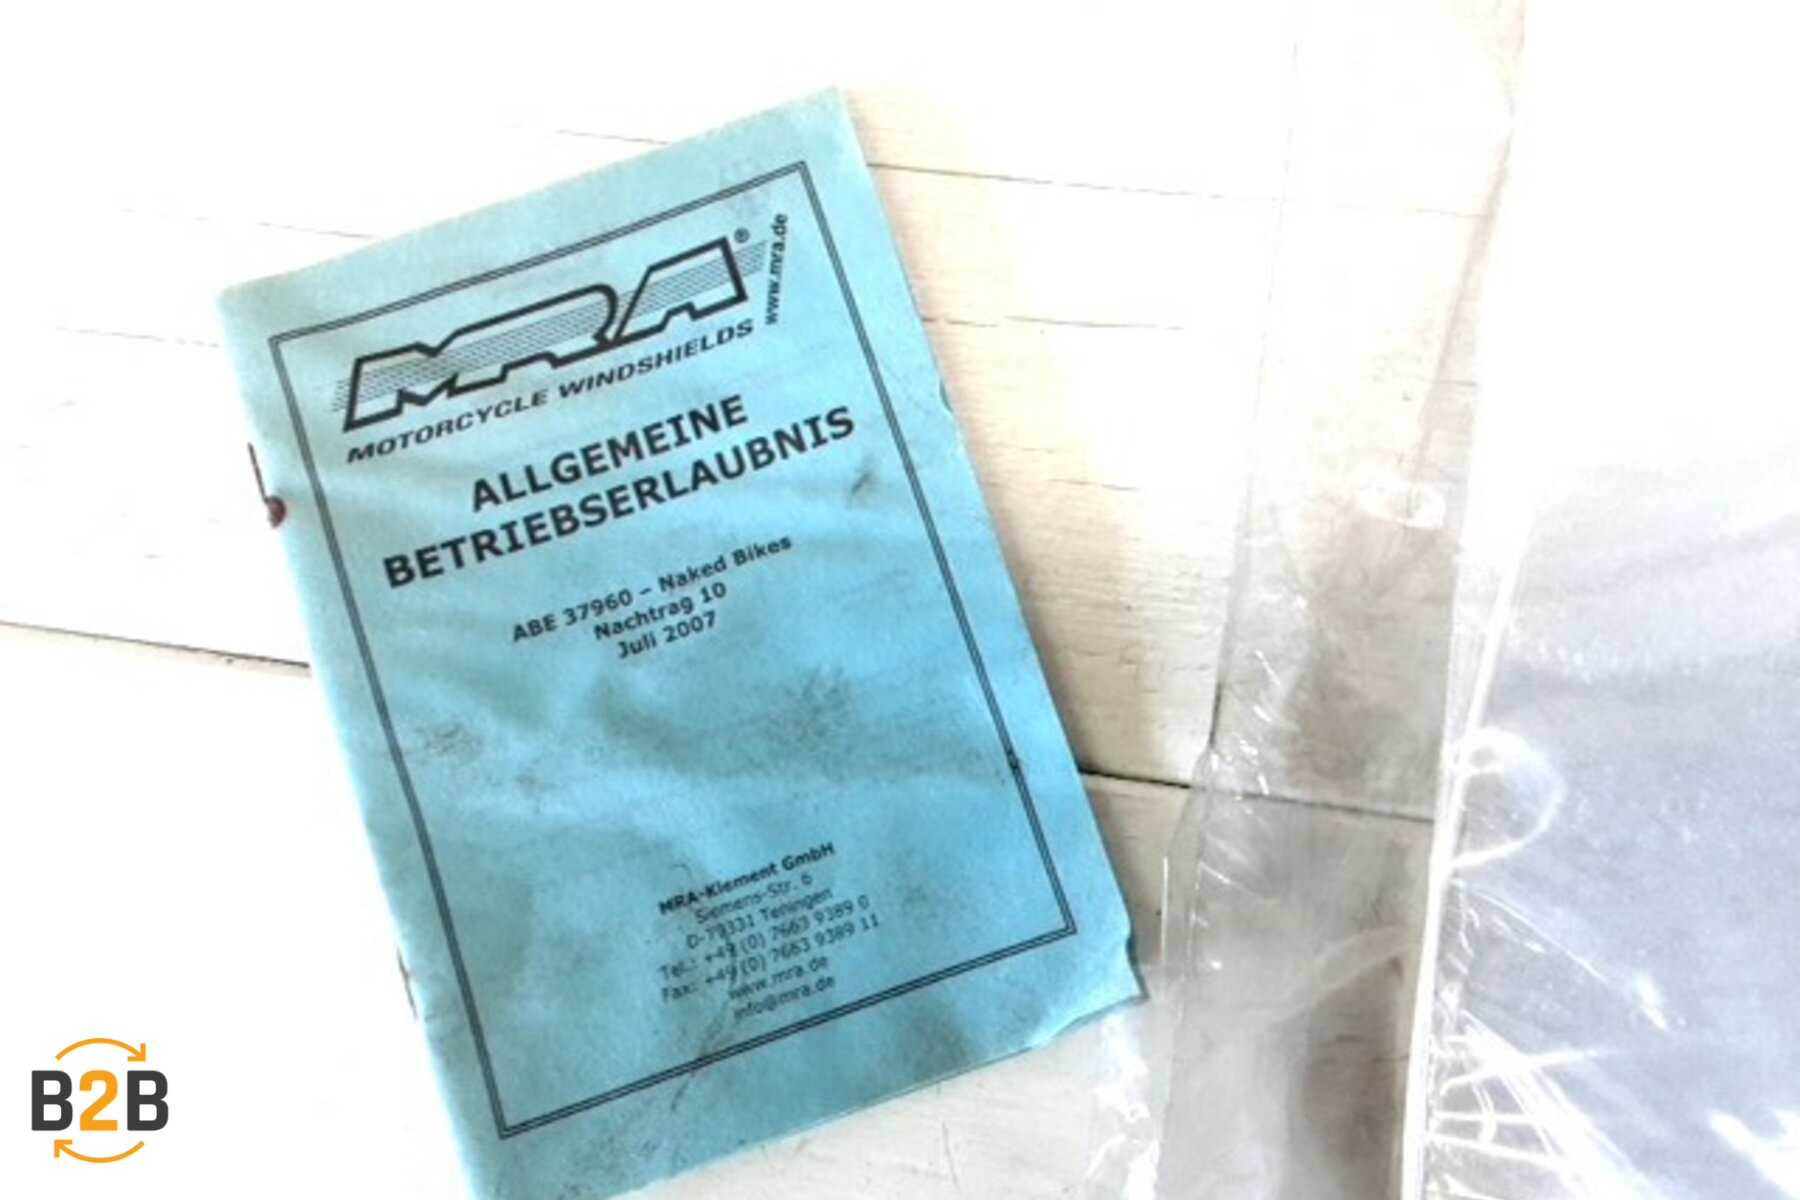 MRA®
www.mra.de
MOTORCYCLE WINDSHIELDS
ALLGEMEINE
BETRIEBSERLAUBNIS
ABE 37960 – Naked Bikes
Nachtrag 10
Juli 2007
MRA-Klement GmbH
Siemens-Str. 6
D-79331 Teningen
Tel.: +49 (0) 7663 9389 0
Fax: +49 (0) 7663 9389 11
www.mra.de
info@mra.de
B2B